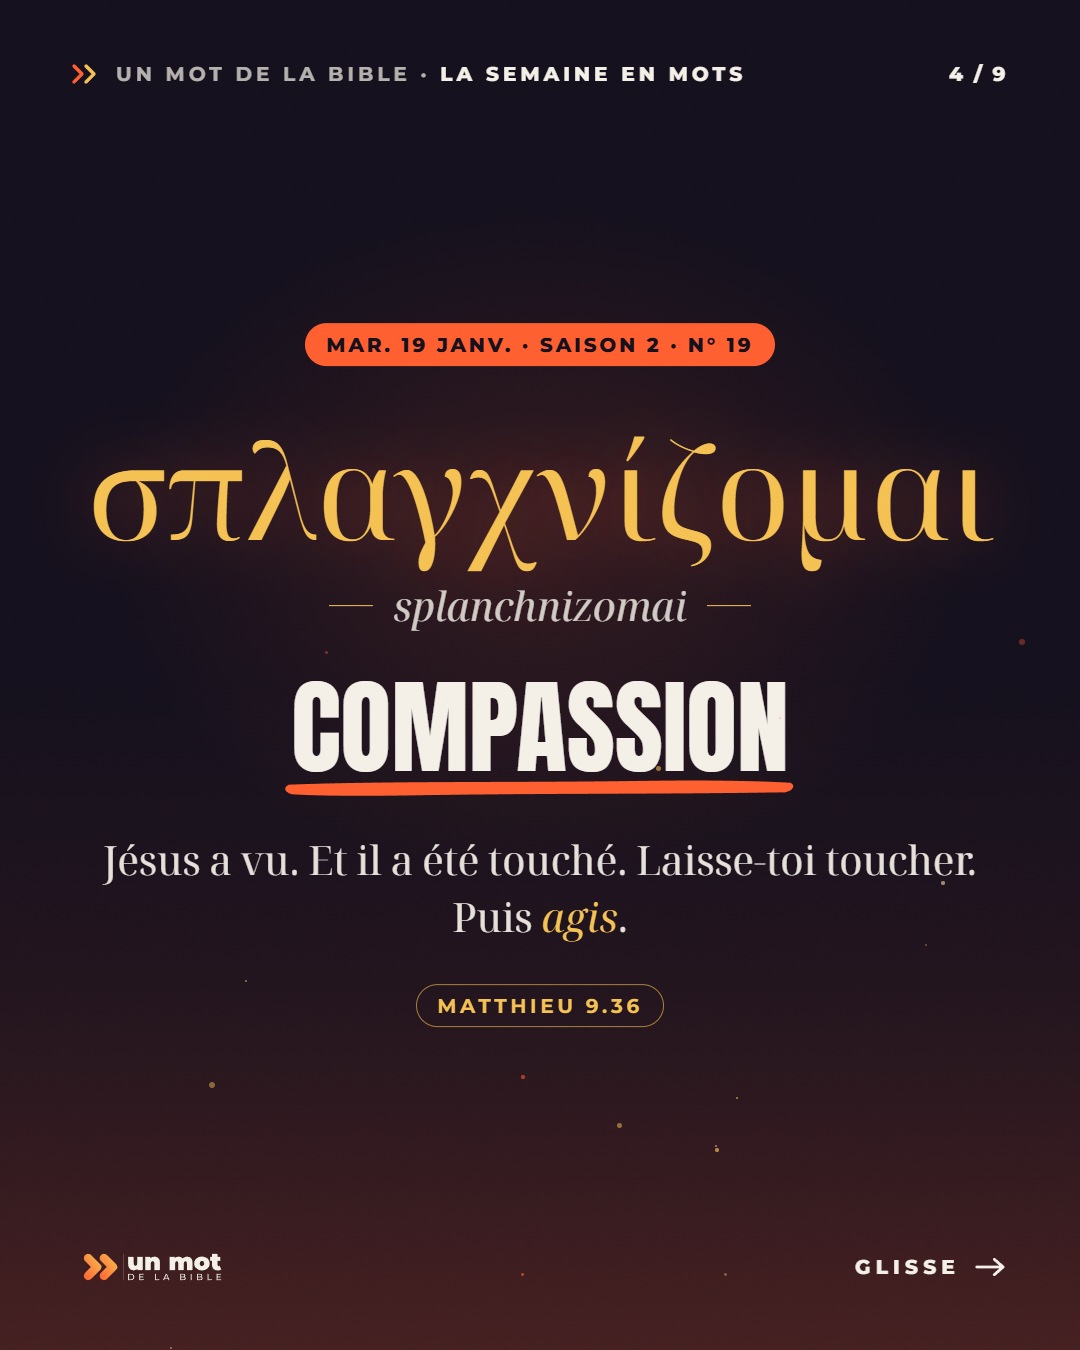 UN MOT DE LA BIBLE · LA SEMAINE EN MOTS
4 / 9
MAR. 19 JANV. · SAISON 2 · N° 19
σπλαγχνίζομαι
splanchnizomai
COMPASSION
Jésus a vu. Et il a été touché. Laisse-toi toucher.
Puis agis.
MATTHIEU 9.36
un mot
DE LA BIBLE
GLISSE →